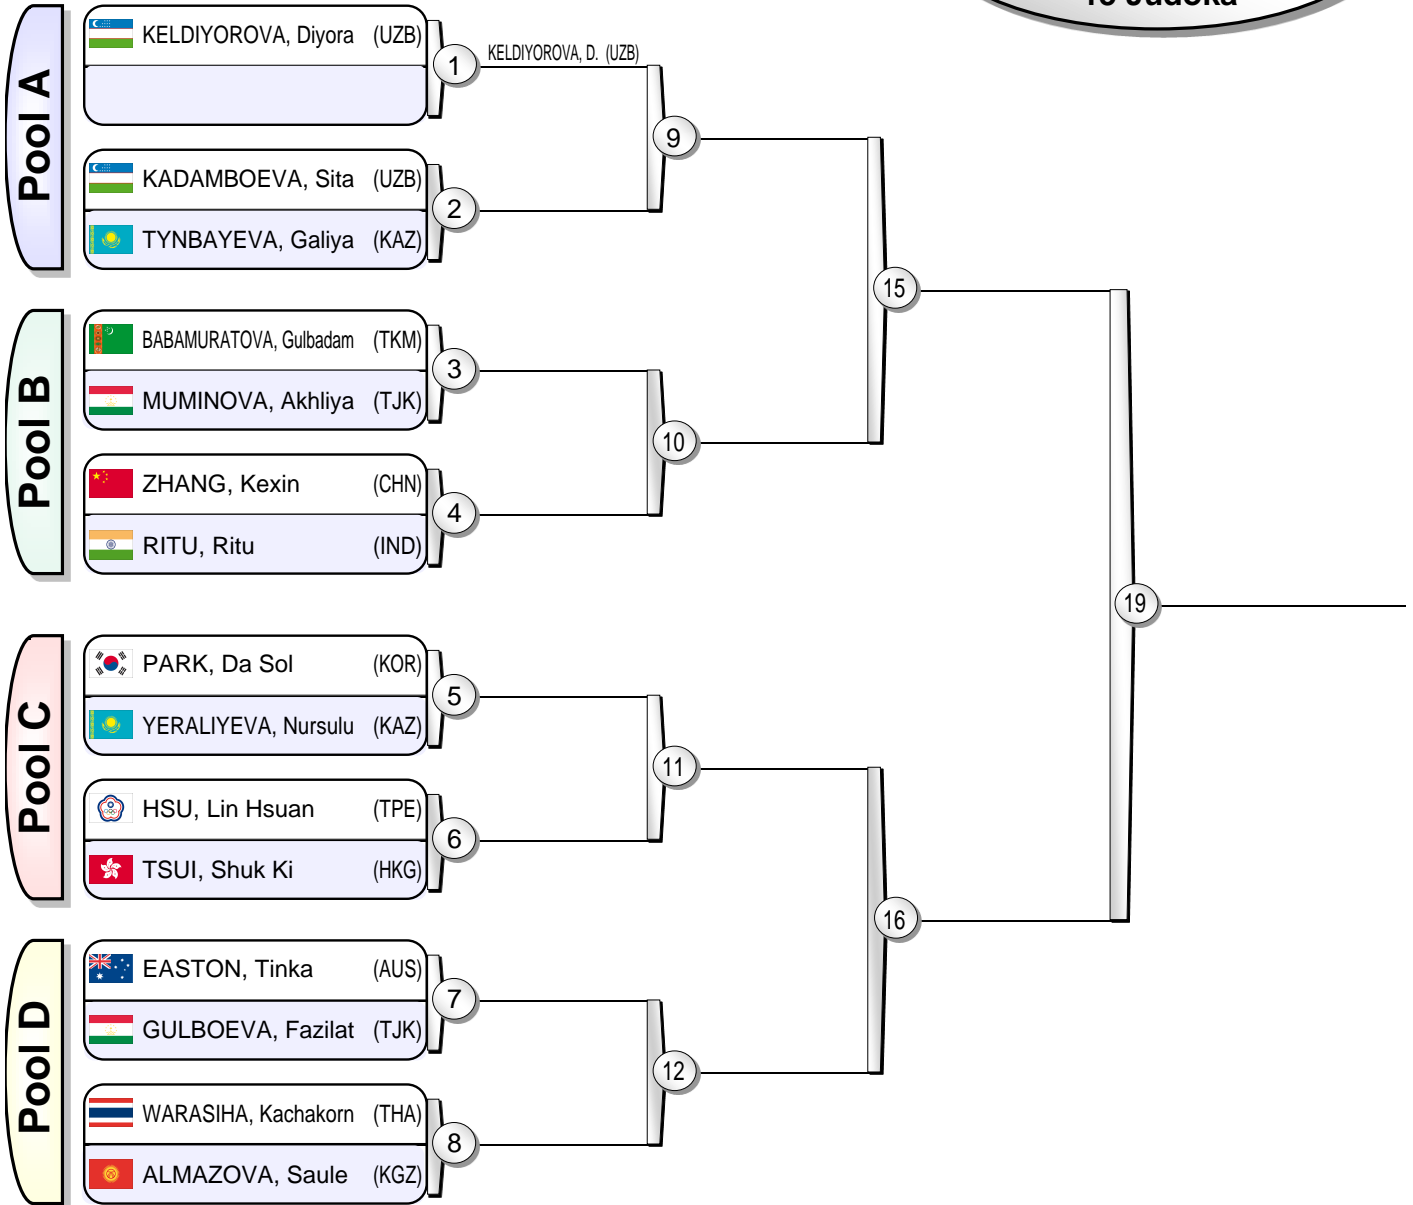 Judoka
Pool A
KELDIYOROVA, Diyora (UZB)
1
KELDIYOROVA, D. (UZB)
9
KADAMBOEVA, Sita (UZB)
2
TYNBAYEVA, Galiya (KAZ)
15
Pool B
BABAMURATOVA, Gulbadam (TKM)
3
MUMINOVA, Akhliya (TJK)
10
ZHANG, Kexin (CHN)
4
RITU, Ritu (IND)
19
Pool C
PARK, Da Sol (KOR)
5
YERALIYEVA, Nursulu (KAZ)
11
HSU, Lin Hsuan (TPE)
6
TSUI, Shuk Ki (HKG)
16
Pool D
EASTON, Tinka (AUS)
7
GULBOEVA, Fazilat (TJK)
12
WARASIHA, Kachakorn (THA)
8
ALMAZOVA, Saule (KGZ)